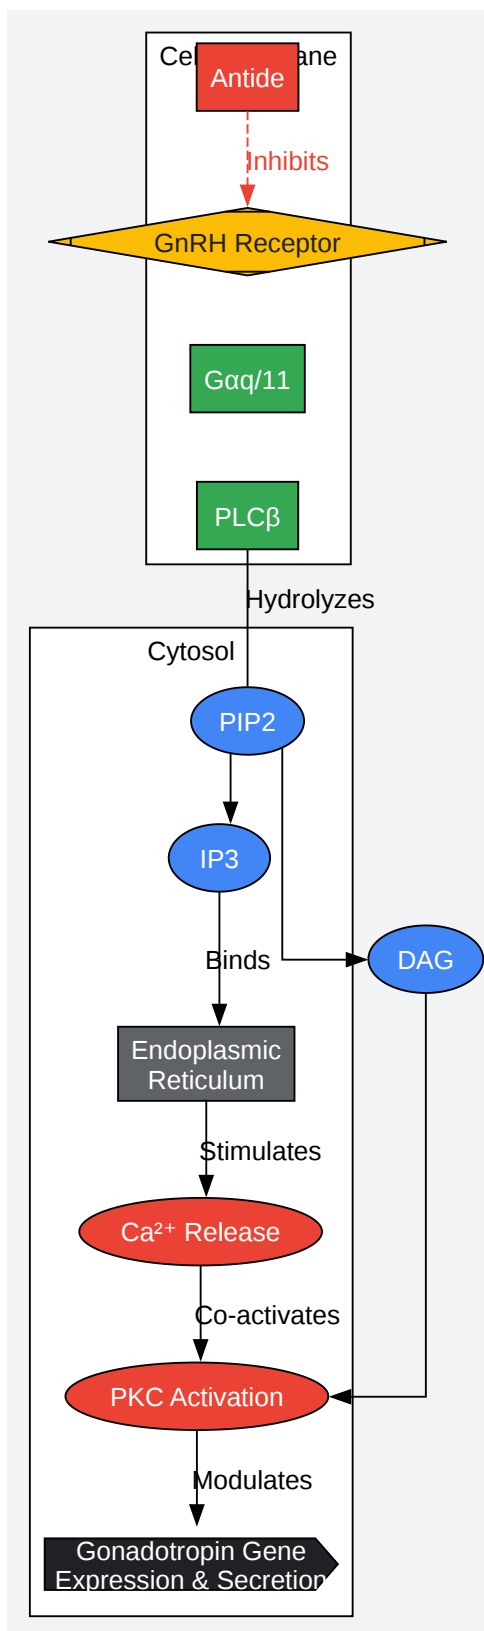 Antide
Inhibits
GnRH Receptor
Gαq/11
PLCβ
Hydrolyzes
Cytosol
PIP2
IP3
Binds
DAG
Endoplasmic
Reticulum
Stimulates
Ca²⁺ Release
Co-activates
PKC Activation
Modulates
Gonadotropin Gene
Expression & Secretion